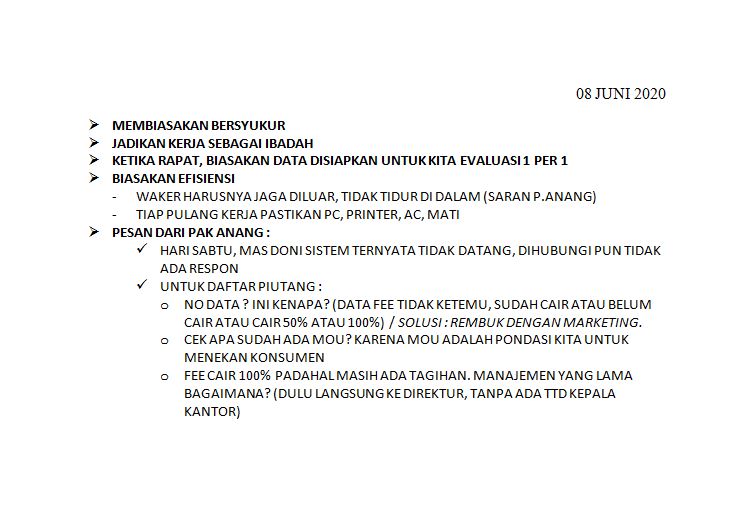 08 JUNI 2020
➢ MEMBIASAKAN BERSYUKUR
➢ JADIKAN KERJA SEBAGAI IBADAH
➢ KETIKA RAPAT, BIASAKAN DATA DISIAPKAN UNTUK KITA EVALUASI 1 PER 1
➢ BIASAKAN EFISIENSI
- WAKER HARUSNYA JAGA DILUAR, TIDAK TIDUR DI DALAM (SARAN P.ANANG)
- TIAP PULANG KERJA PASTIKAN PC, PRINTER, AC, MATI
➢ PESAN DARI PAK ANANG :
✓ HARI SABTU, MAS DONI SISTEM TERNYATA TIDAK DATANG, DIHUBUNGI PUN TIDAK
ADA RESPON
✓ UNTUK DAFTAR PIUTANG :
o NO DATA ? INI KENAPA? (DATA FEE TIDAK KETEMU, SUDAH CAIR ATAU BELUM
CAIR ATAU CAIR 50% ATAU 100%) / SOLUSI : REMBUK DENGAN MARKETING.
o CEK APA SUDAH ADA MOU? KARENA MOU ADALAH PONDASI KITA UNTUK
MENEKAN KONSUMEN
o FEE CAIR 100% PADAHAL MASIH ADA TAGIHAN. MANAJEMEN YANG LAMA
BAGAIMANA? (DULU LANGSUNG KE DIREKTUR, TANPA ADA TTD KEPALA
KANTOR)